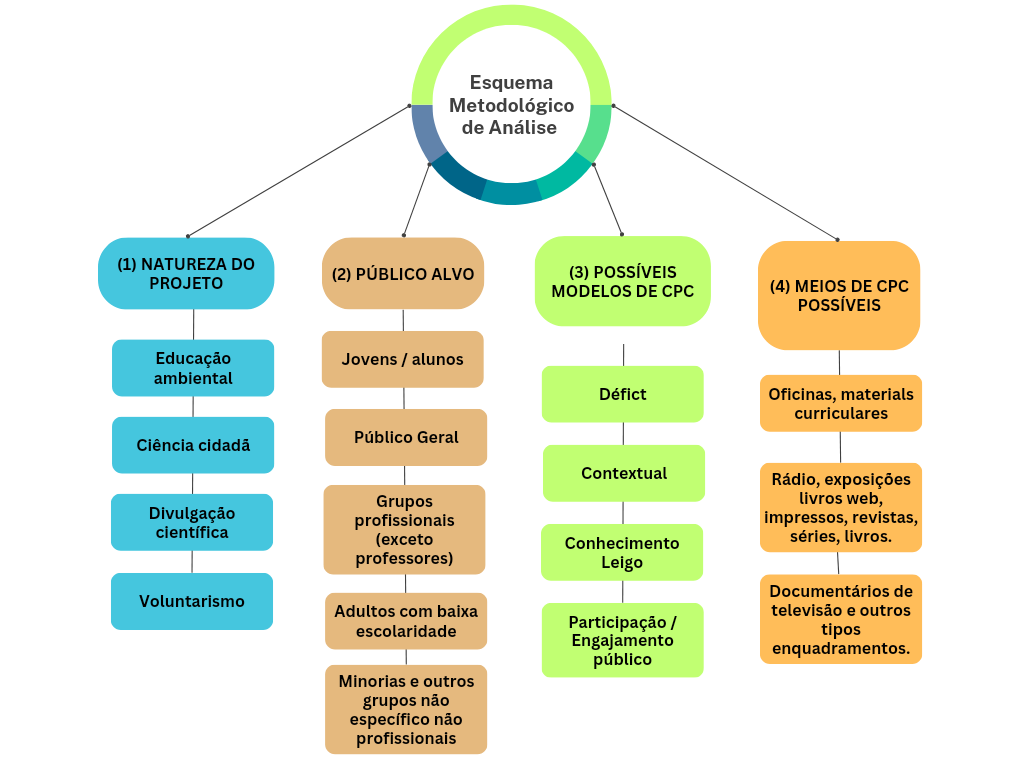 Esquema
Metodológico
de Análise
(1) NATUREZA DO
PROJETO
Educação
ambiental
Ciência cidadã
Divulgação
científica
Voluntarismo
(2) PÚBLICO ALVO
Jovens / alunos
Público Geral
Grupos
profissionais
(exceto
professores)
Adultos com baixa
escolaridade
Minorias e outros
grupos não
específico não
profissionais
(3) POSSÍVEIS
MODELOS DE CPC
Défict
Contextual
Conhecimento
Leigo
Participação /
Engajamento
público
(4) MEIOS DE CPC
POSSÍVEIS
Oficinas, materials
curriculares
Rádio, exposições
livros web,
impressos, revistas,
séries, livros.
Documentários de
televisão e outros
tipos
enquadramentos.